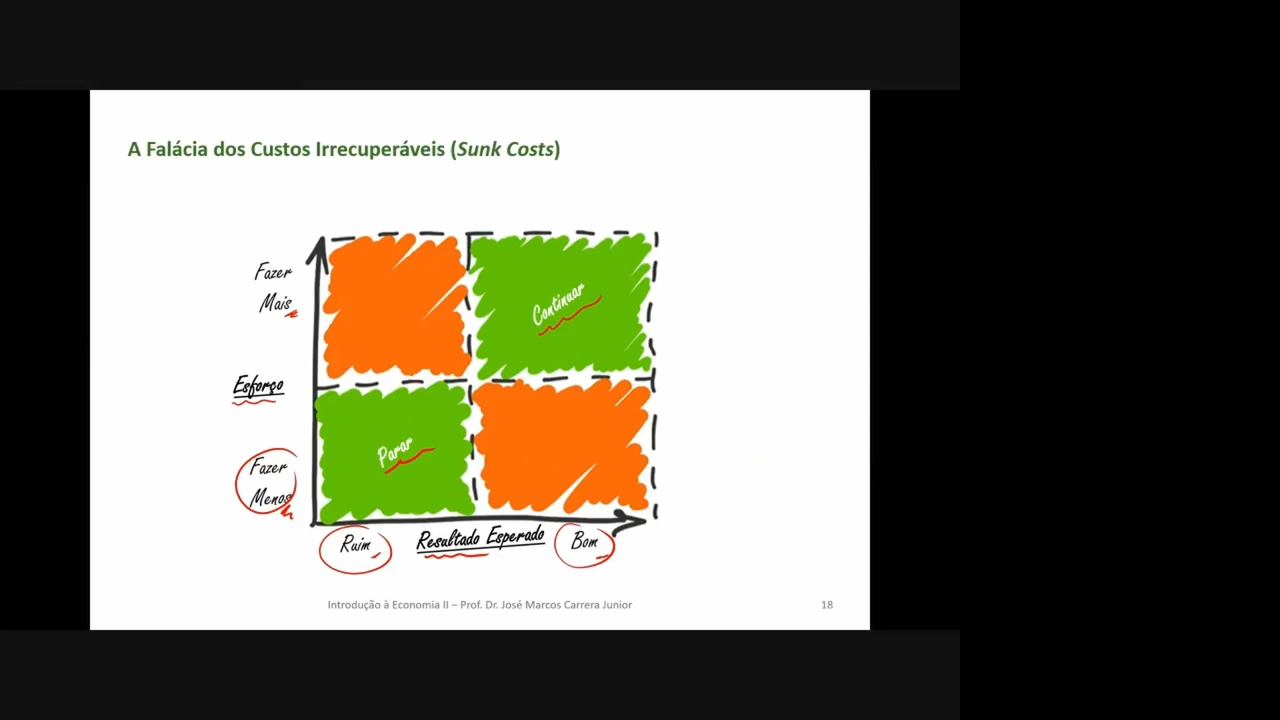 A Falácia dos Custos Irrecuperáveis (Sunk Costs)
Fazer
Mais
Continuar
Esforço
Parar
Fazer
Menos
Ruim
Resultado Esperado
Bom
Introdução à Economia II – Prof. Dr. José Marcos Carrera Junior
18